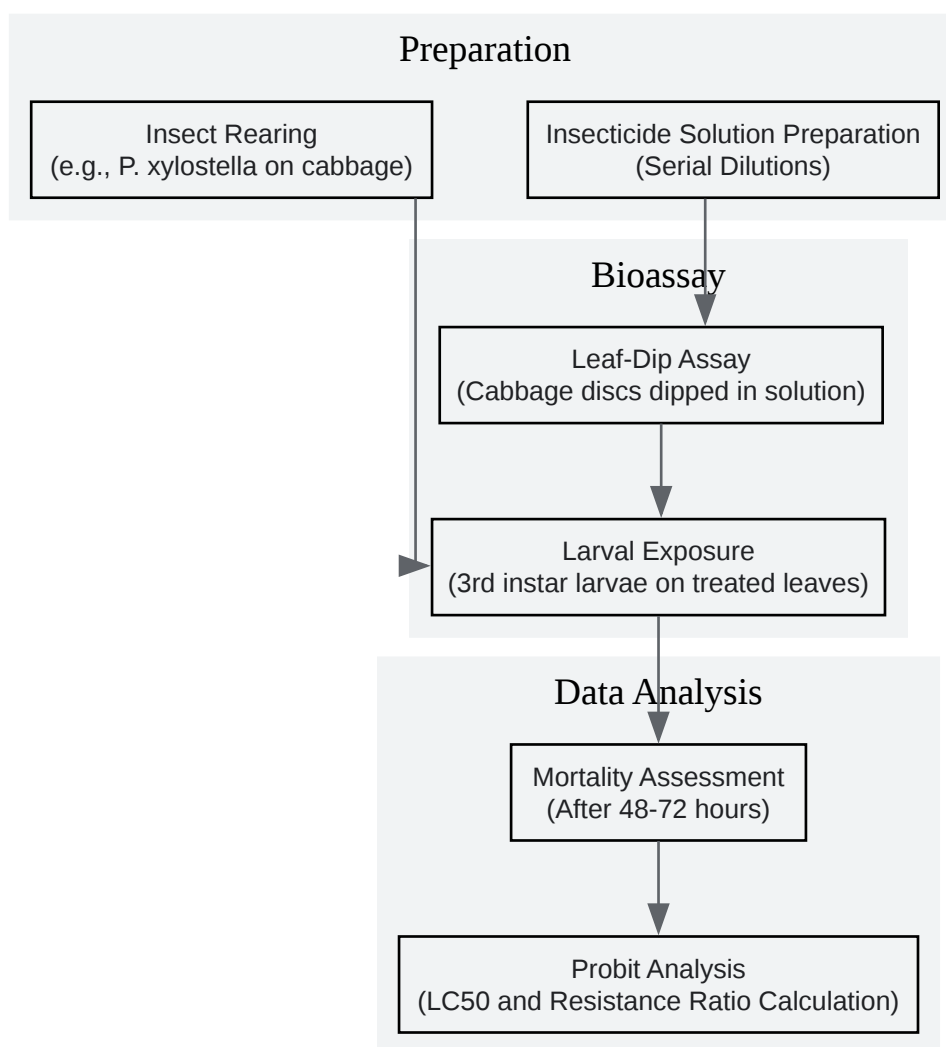 Preparation
Insect Rearing
(e.g., P. xylostella on cabbage)
Insecticide Solution Preparation
(Serial Dilutions)
Bioassay
Leaf-Dip Assay
(Cabbage discs dipped in solution)
Larval Exposure
(3rd instar larvae on treated leaves)
Data Analysis
Mortality Assessment
(After 48-72 hours)
Probit Analysis
(LC50 and Resistance Ratio Calculation)